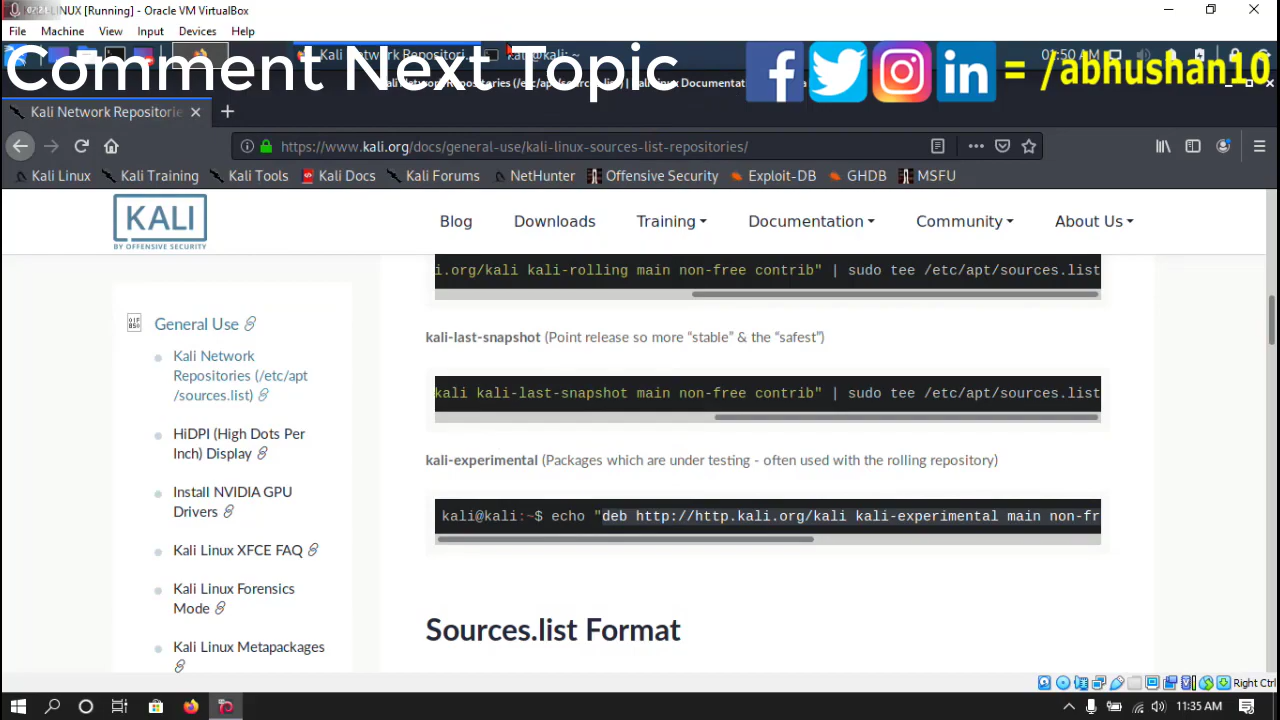 LINUX [Running] - Oracle VM VirtualBox
File Machine View Input Devices Help
Comment Next Topic
= /abhushan10
Kali Network Repositorie
https://www.kali.org/docs/general-use/kali-linux-sources-list-repositories/
Kali Linux Kali Training Kali Tools Kali Docs Kali Forums NetHunter Offensive Security Exploit-DB GHDB MSFU
KALI
BY OFFENSIVE SECURITY
Blog Downloads Training Documentation Community About Us
i.org/kali kali-rolling main non-free contrib" | sudo tee /etc/apt/sources.list
General Use
kali-last-snapshot (Point release so more “stable” & the “safest”)
Kali Network
Repositories (/etc/apt
/sources.list)
kali kali-last-snapshot main non-free contrib" | sudo tee /etc/apt/sources.list
HiDPI (High Dots Per
Inch) Display
kali-experimental (Packages which are under testing - often used with the rolling repository)
Install NVIDIA GPU
Drivers
kali@kali:~$ echo "deb http://http.kali.org/kali kali-experimental main non-fr
Kali Linux XFCE FAQ
Kali Linux Forensics
Mode
Sources.list Format
Kali Linux Metapackages
Right Ctrl
11:35 AM